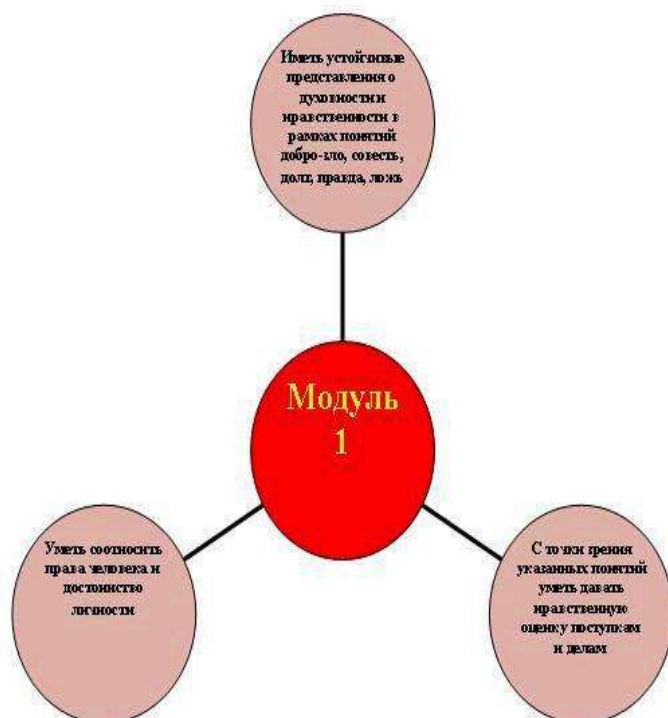 Иметь устойчивые
представления о
духовности и
нравственности в
рамках понятий
добро-зло, совесть,
долг, правда, ложь
Модуль
1
Уметь соотносить
права человека и
достоинство
личности
С точки зрения
указанных понятий
уметь давать
нравственную
оценку поступкам
и делам